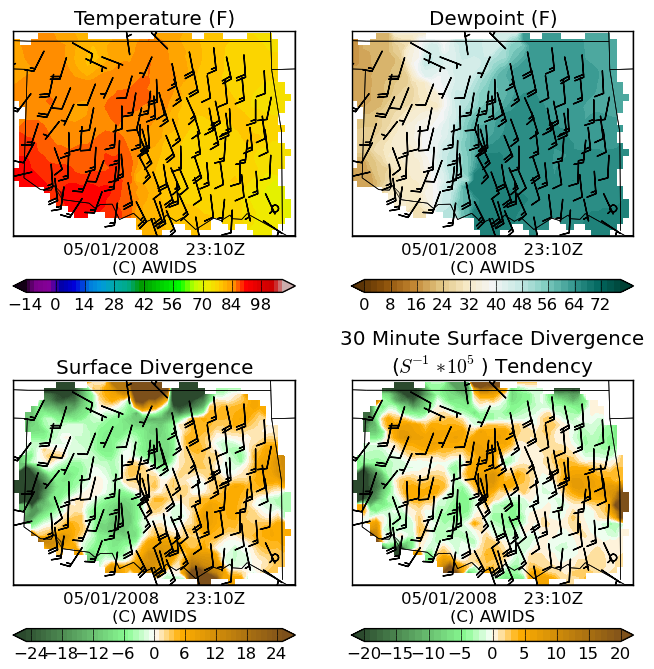 Temperature (F)
Dewpoint (F)
05/01/2008 23:10Z
(C) AWIDS
05/01/2008 23:10Z
(C) AWIDS
−14 0 14 28 42 56 70 84 98
0 8 16 24 32 40 48 56 64 72
Surface Divergence
30 Minute Surface Divergence
(S⁻¹ *10⁵ ) Tendency
05/01/2008 23:10Z
(C) AWIDS
05/01/2008 23:10Z
(C) AWIDS
−24−18−12 −6 0 6 12 18 24
−20−15−10 −5 0 5 10 15 20